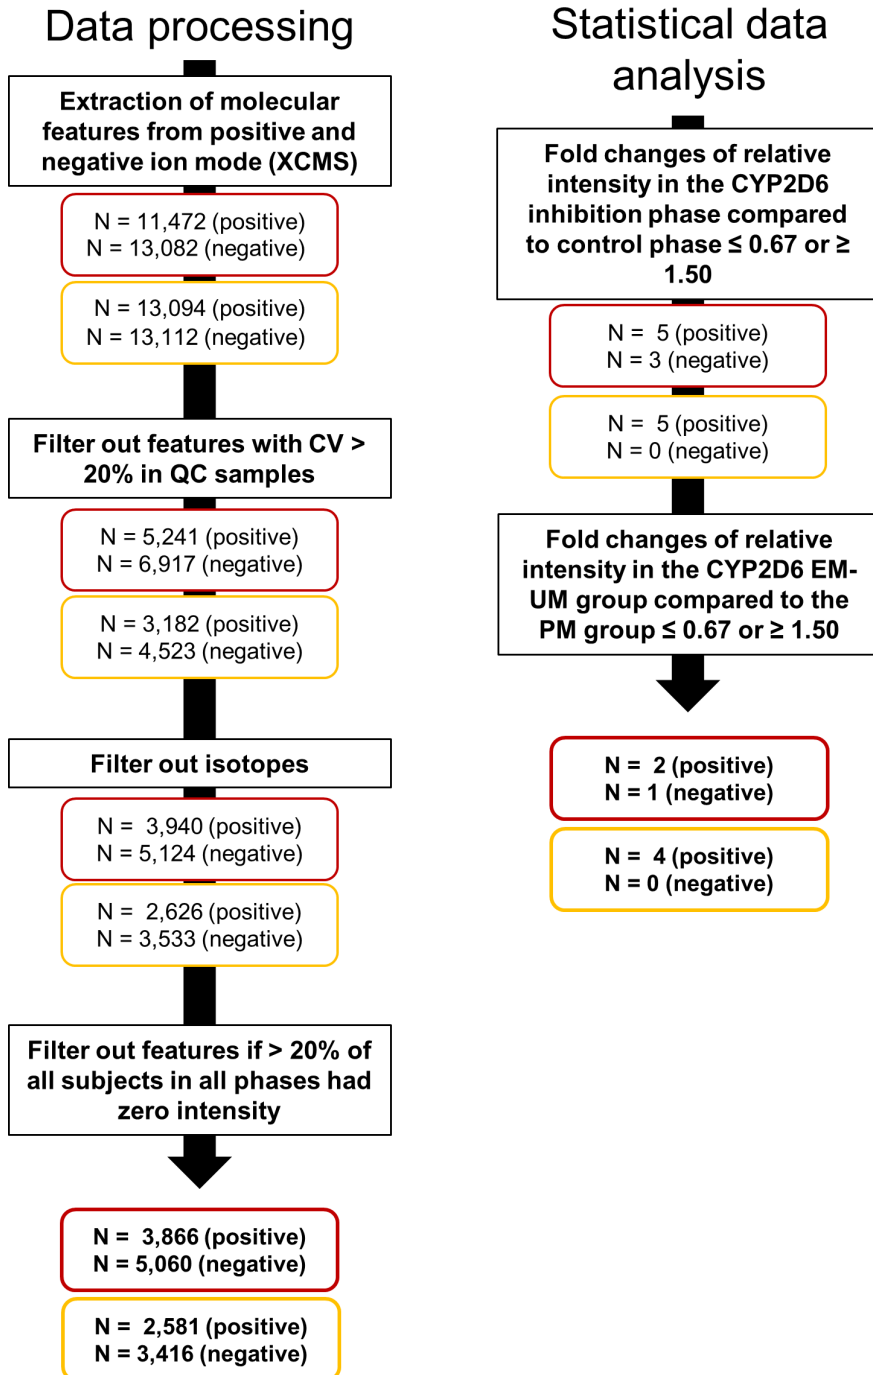 Data processing
Extraction of molecular
features from positive and
negative ion mode (XCMS)
N = 11,472 (positive)
N = 13,082 (negative)
N = 13,094 (positive)
N = 13,112 (negative)
Filter out features with CV >
20% in QC samples
N = 5,241 (positive)
N = 6,917 (negative)
N = 3,182 (positive)
N = 4,523 (negative)
Filter out isotopes
N = 3,940 (positive)
N = 5,124 (negative)
N = 2,626 (positive)
N = 3,533 (negative)
Filter out features if > 20% of
all subjects in all phases had
zero intensity
N = 3,866 (positive)
N = 5,060 (negative)
N = 2,581 (positive)
N = 3,416 (negative)
Statistical data
analysis
Fold changes of relative
intensity in the CYP2D6
inhibition phase compared
to control phase ≤ 0.67 or ≥
1.50
N = 5 (positive)
N = 3 (negative)
N = 5 (positive)
N = 0 (negative)
Fold changes of relative
intensity in the CYP2D6 EM-
UM group compared to the
PM group ≤ 0.67 or ≥ 1.50
N = 2 (positive)
N = 1 (negative)
N = 4 (positive)
N = 0 (negative)